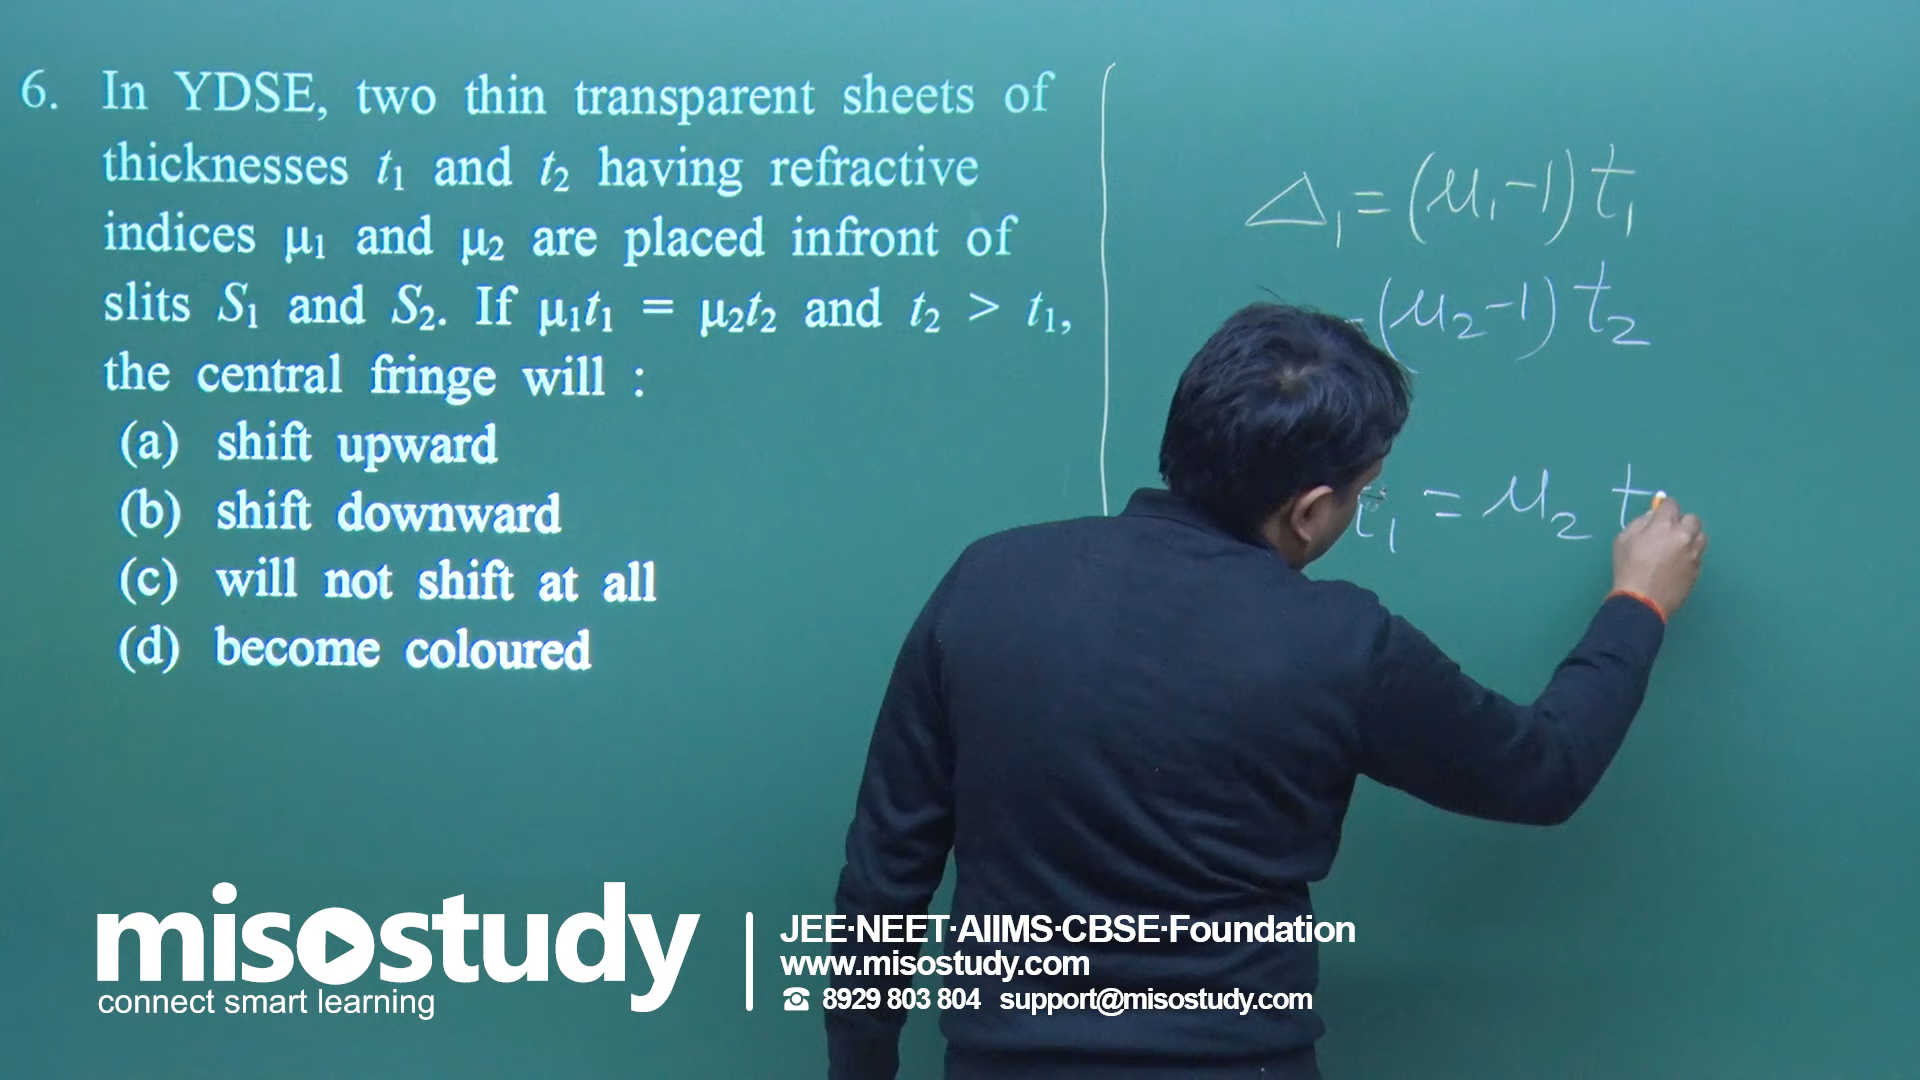 6. In YDSE, two thin transparent sheets of
thicknesses t₁ and t₂ having refractive
indices μ₁ and μ₂ are placed infront of
slits S₁ and S₂. If μ₁t₁ = μ₂t₂ and t₂ > t₁,
the central fringe will :
(a) shift upward
(b) shift downward
(c) will not shift at all
(d) become coloured
Δ₁ = (μ₁-1) t₁
= (μ₂-1) t₂
t₁ = μ₂ t
misostudy
connect smart learning
JEE·NEET·AIIMS·CBSE·Foundation
www.misostudy.com
☎ 8929 803 804 support@misostudy.com